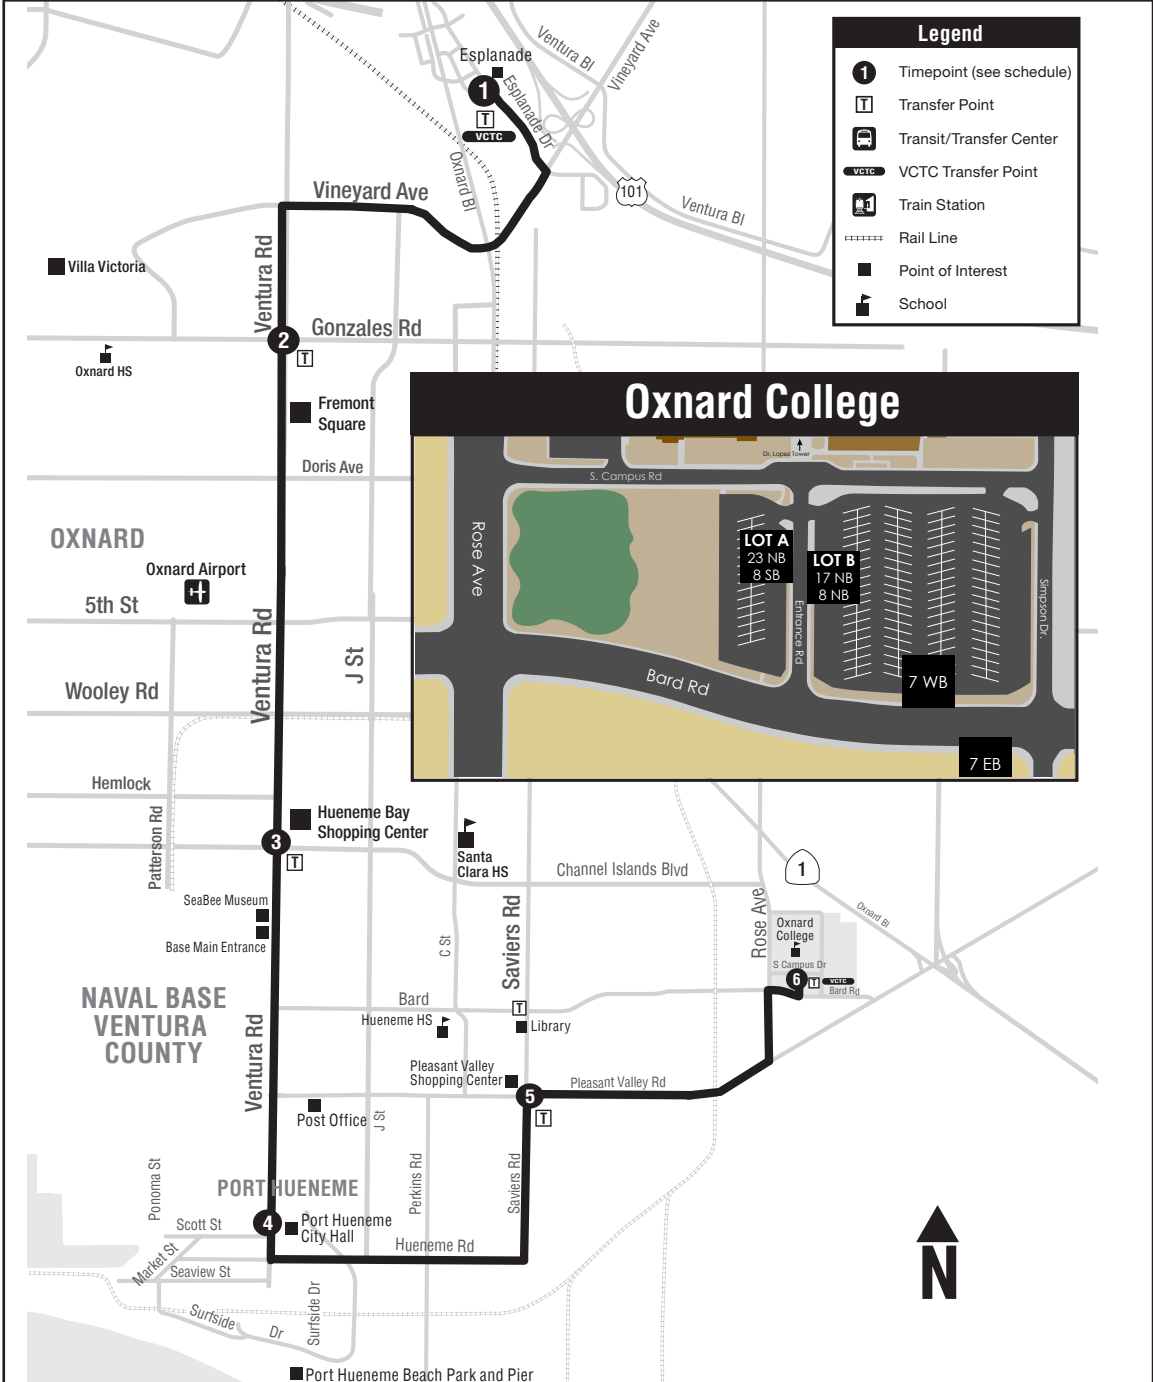 Esplanade
1
T
VCTC
Esplanade Dr
Oxnard Bl
Ventura Bl
Vineyard Ave
101
Ventura Bl
Legend
1 Timepoint (see schedule)
T Transfer Point
Transit/Transfer Center
VCTC VCTC Transfer Point
Train Station
Rail Line
Point of Interest
School
Vineyard Ave
Ventura Rd
Villa Victoria
2
Gonzales Rd
T
Oxnard HS
Fremont
Square
Doris Ave
OXNARD
Oxnard Airport
5th St
Ventura Rd
J St
Wooley Rd
Oxnard College
Dr. Lopez Tower
S. Campus Rd
Rose Ave
LOT A
23 NB
8 SB
LOT B
17 NB
8 NB
Entrance Rd
Simpson Dr.
Bard Rd
7 WB
7 EB
Hemlock
Patterson Rd
Hueneme Bay
Shopping Center
3
T
Santa
Clara HS
Channel Islands Blvd
1
SeaBee Museum
Base Main Entrance
C St
Saviers Rd
Rose Ave
Oxnard
College
S Campus Dr
6
T
VCTC
Bard Rd
Oxnard Bl
NAVAL BASE
VENTURA
COUNTY
Ventura Rd
Bard
T
Hueneme HS
Library
Pleasant Valley
Shopping Center
Pleasant Valley Rd
5
T
Post Office
J St
Perkins Rd
Saviers Rd
Ponoma St
PORT HUENEME
4
Scott St
Port Hueneme
City Hall
Hueneme Rd
Market St
Seaview St
Surfside Dr
Surfside Dr
N
Port Hueneme Beach Park and Pier